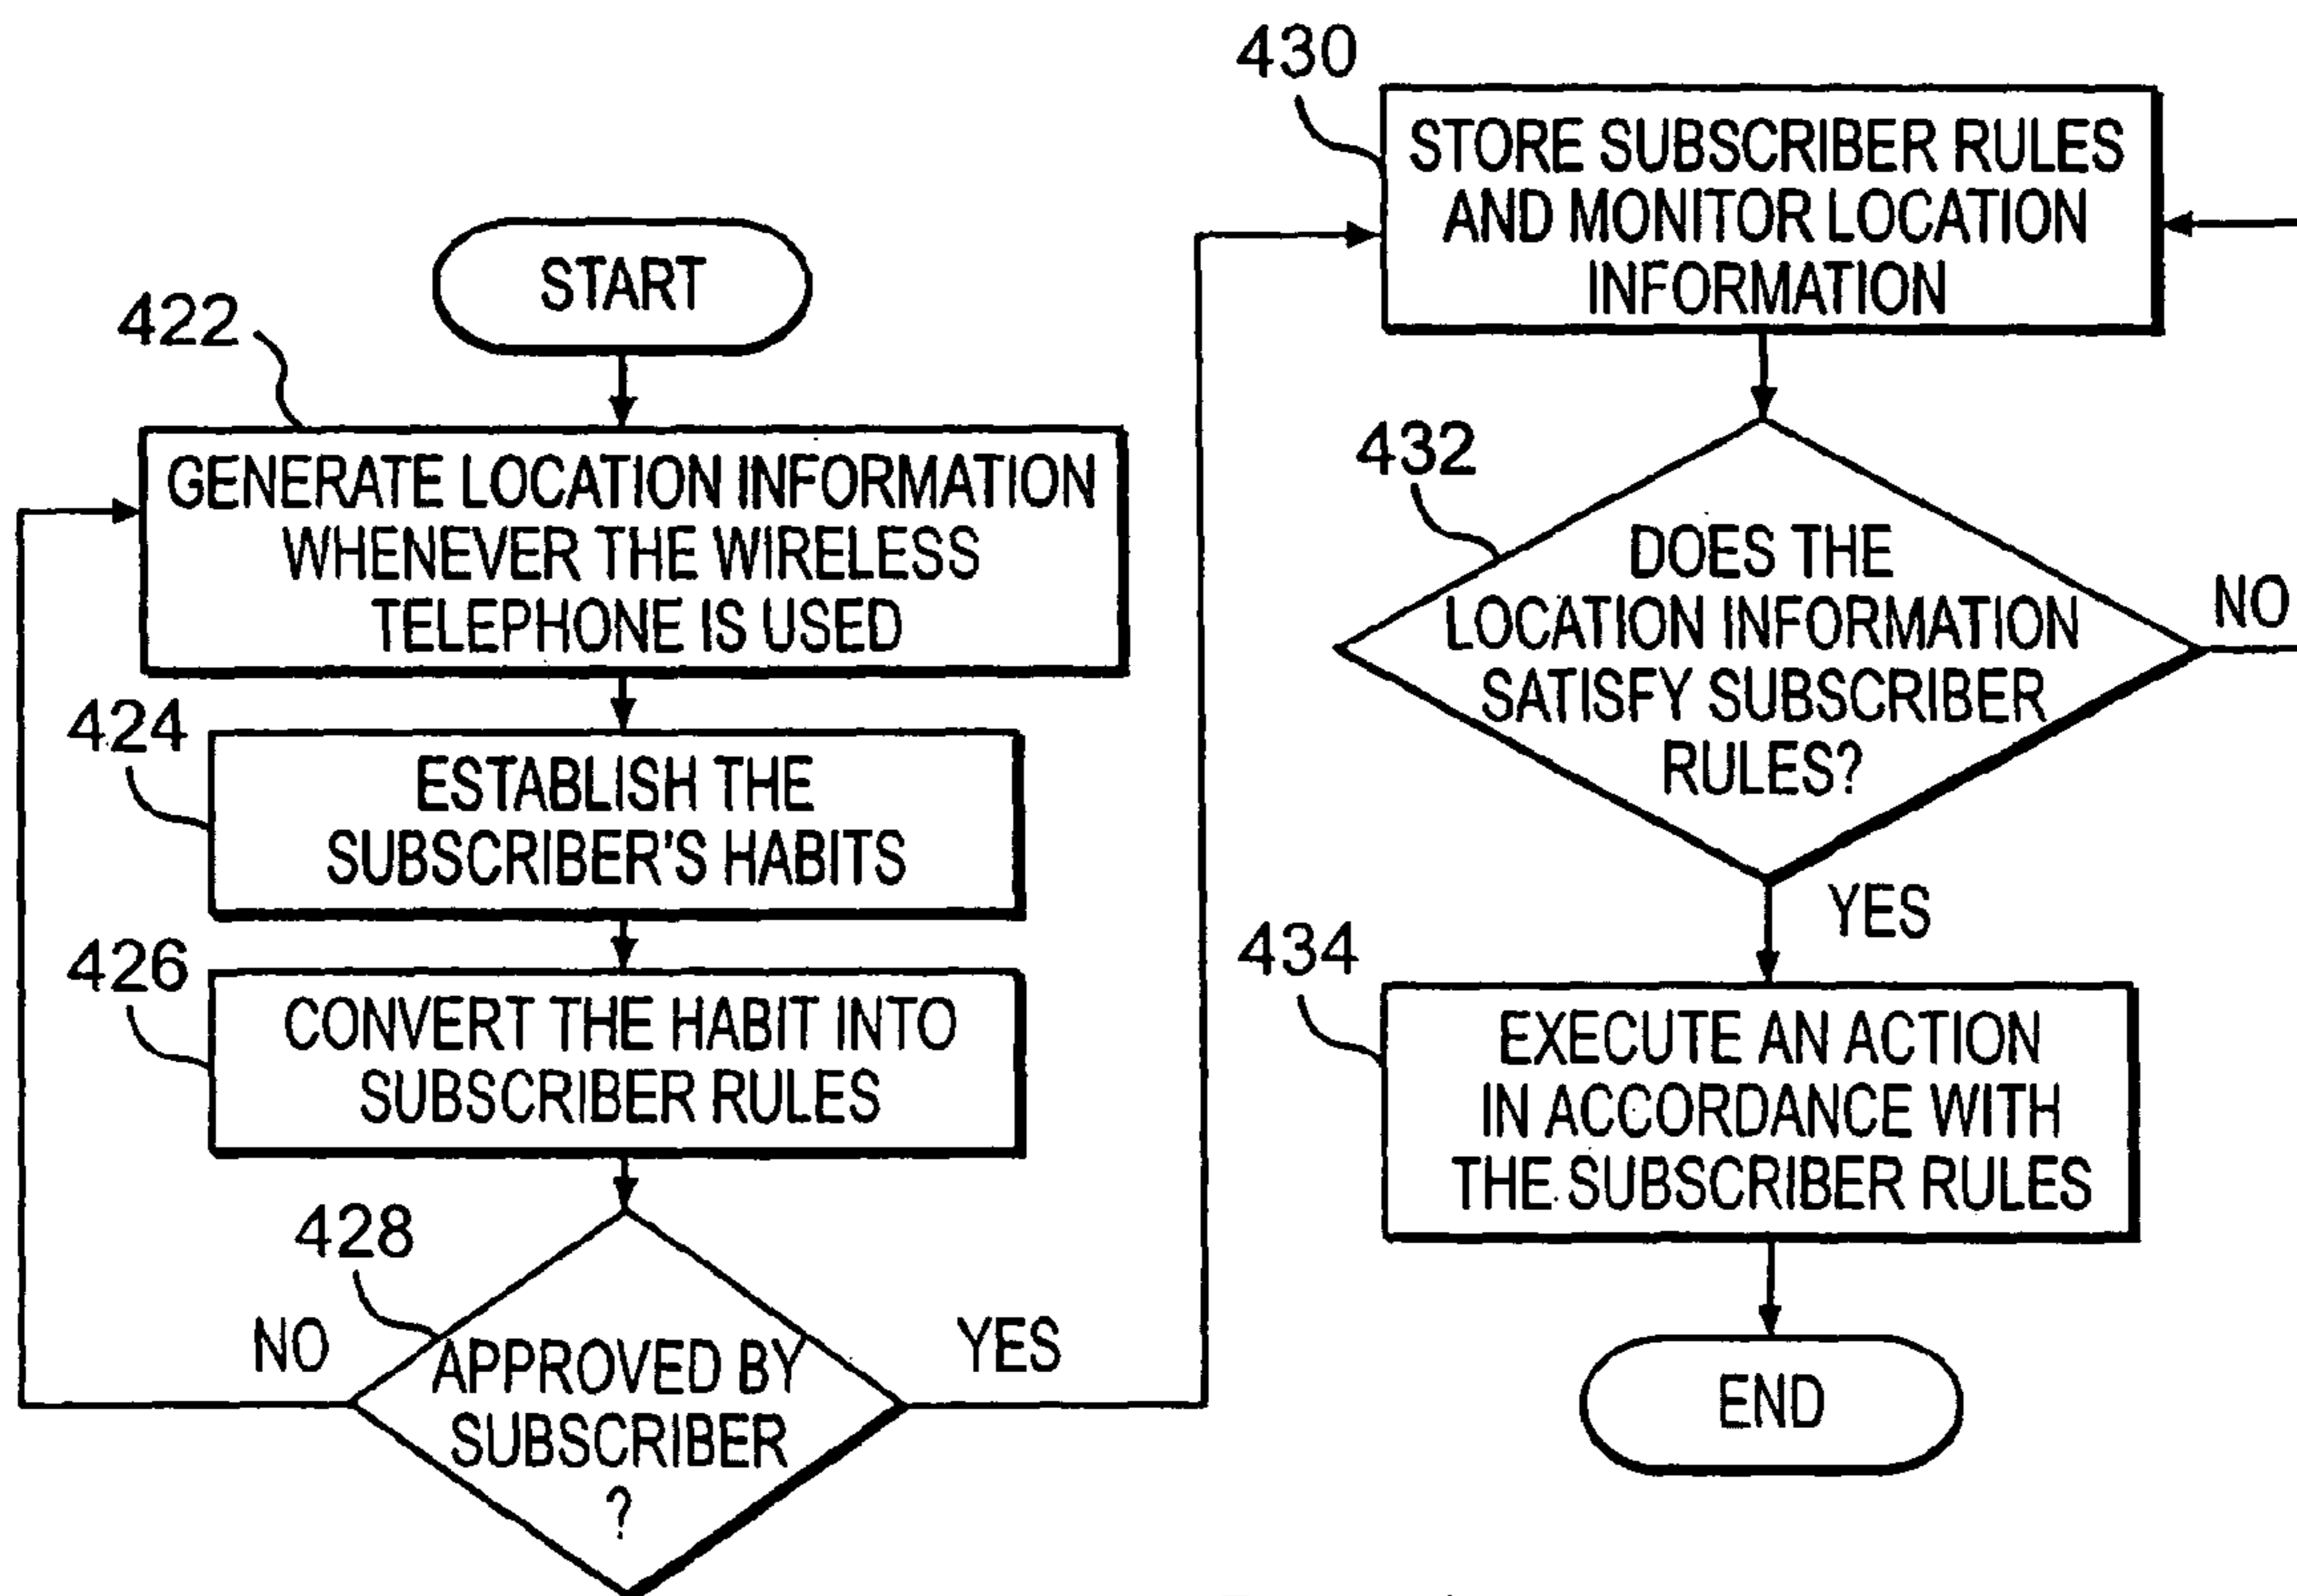 START
422
GENERATE LOCATION INFORMATION
WHENEVER THE WIRELESS
TELEPHONE IS USED
424
ESTABLISH THE
SUBSCRIBER'S HABITS
426
CONVERT THE HABIT INTO
SUBSCRIBER RULES
428
APPROVED BY
SUBSCRIBER
?
NO
YES
430
STORE SUBSCRIBER RULES
AND MONITOR LOCATION
INFORMATION
432
DOES THE
LOCATION INFORMATION
SATISFY SUBSCRIBER
RULES?
NO
YES
434
EXECUTE AN ACTION
IN ACCORDANCE WITH
THE SUBSCRIBER RULES
END